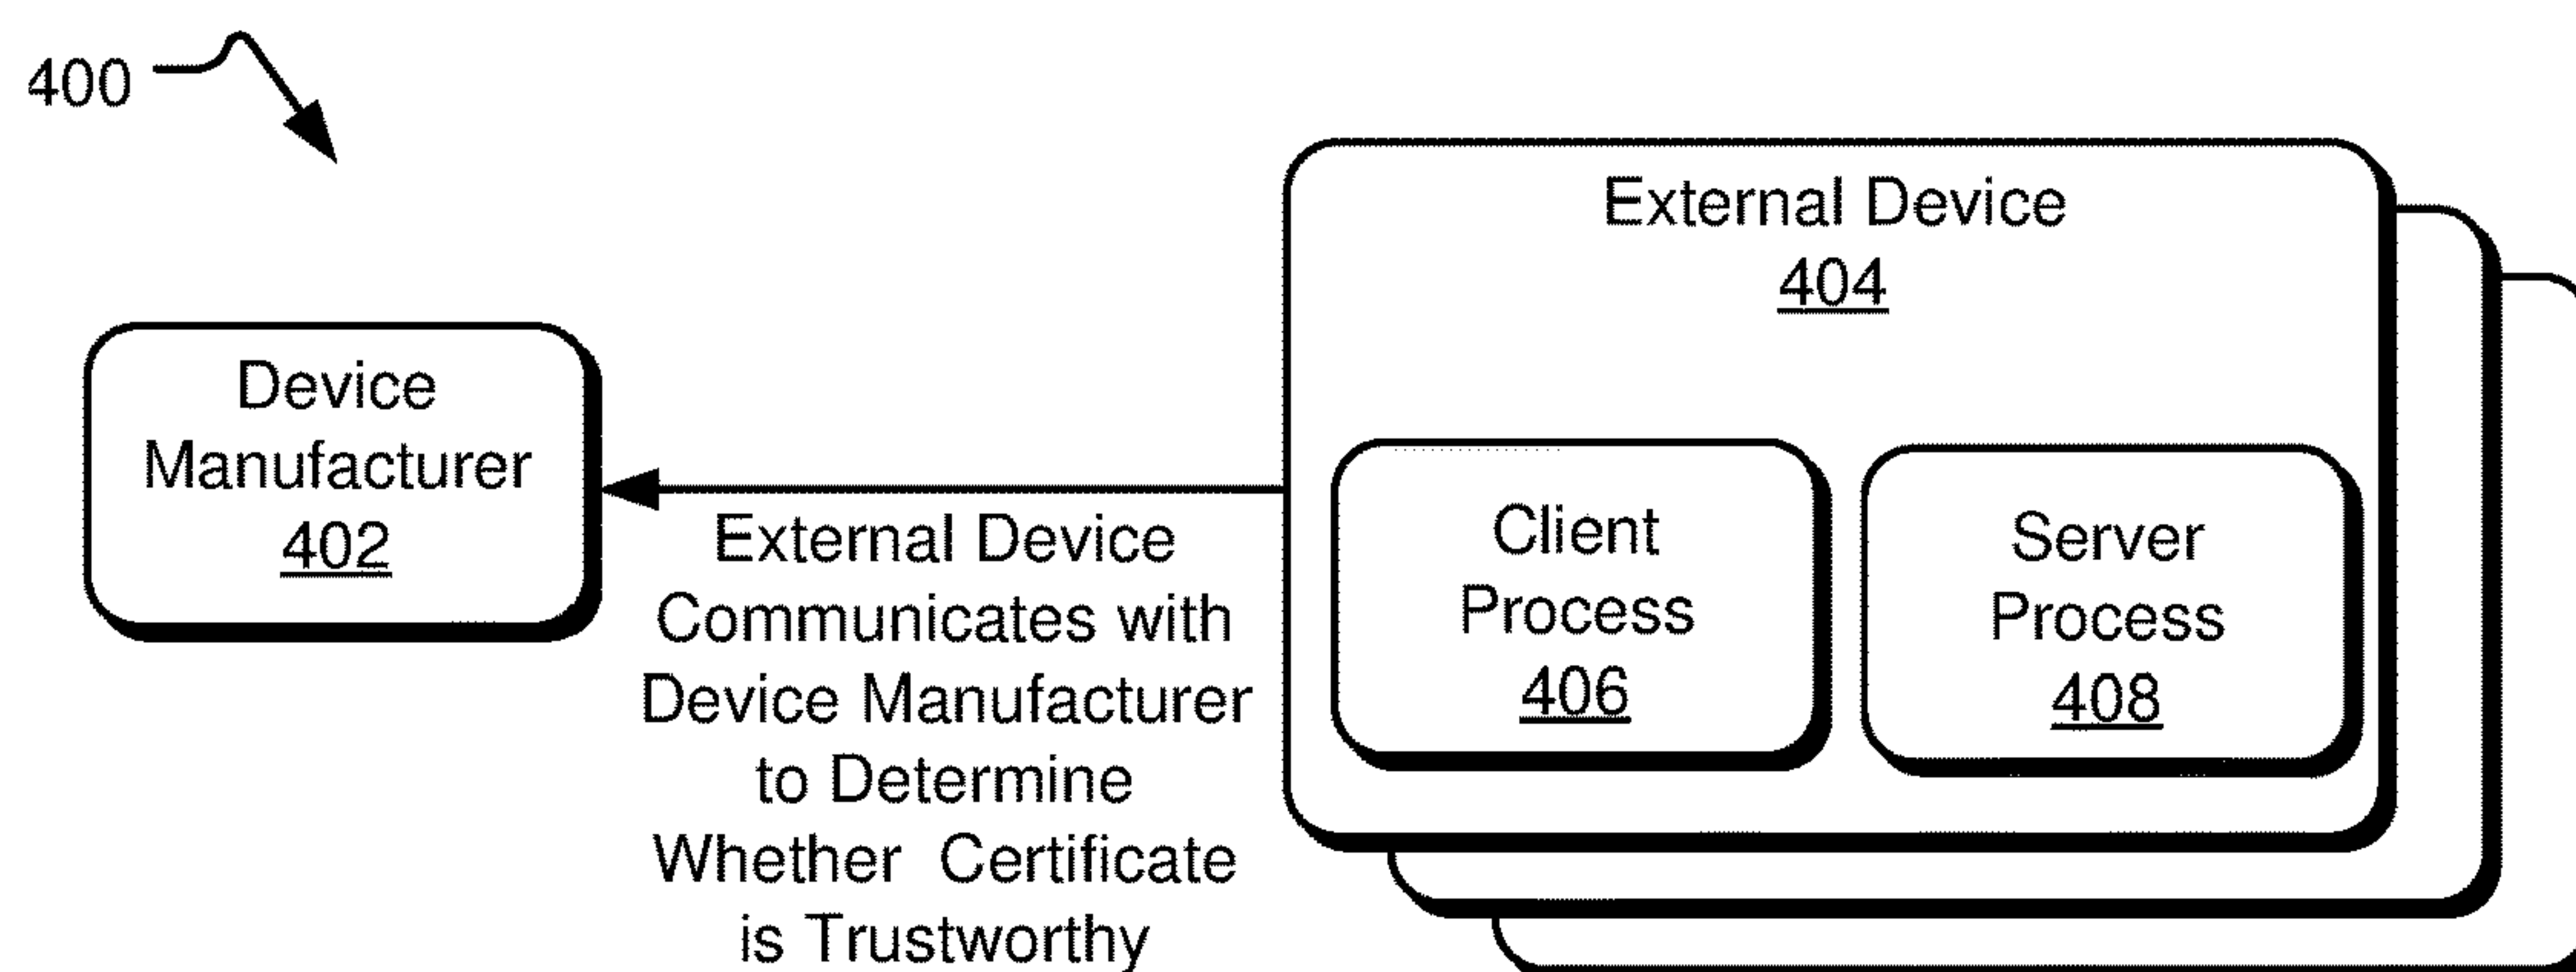 400
Device
Manufacturer
402
External Device
Communicates with
Device Manufacturer
to Determine
Whether Certificate
is Trustworthy
External Device
404
Client
Process
406
Server
Process
408